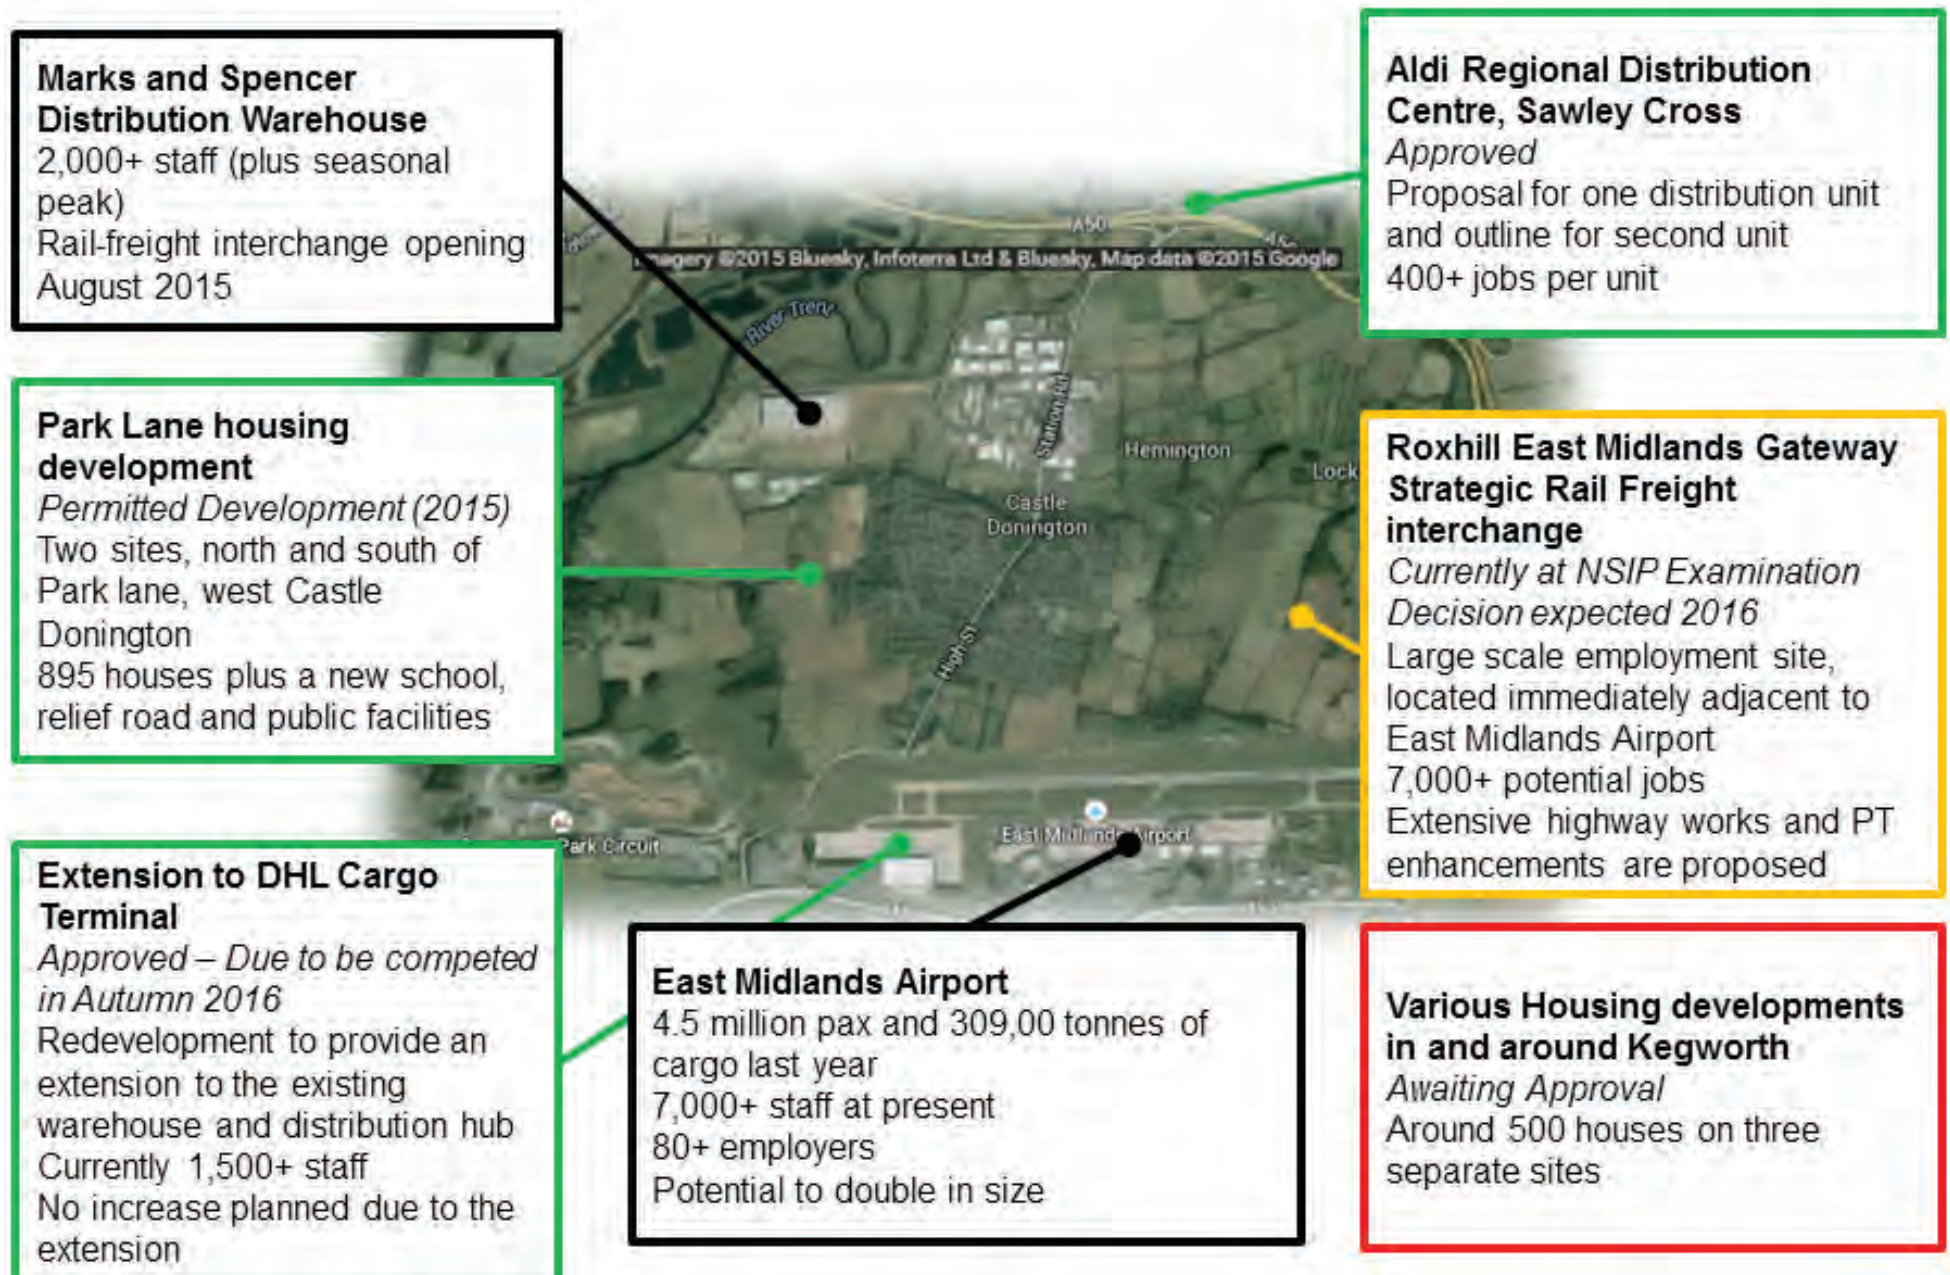 Marks and Spencer
Distribution Warehouse
2,000+ staff (plus seasonal
peak)
Rail-freight interchange opening
August 2015
Aldi Regional Distribution
Centre, Sawley Cross
Approved
Proposal for one distribution unit
and outline for second unit
400+ jobs per unit
A50
Imagery ©2015 Bluesky, Infoterra Ltd & Bluesky, Map data ©2015 Google
River Trent
Station Rd
Hemington
Lock
Castle
Donington
High St
Park Lane housing
development
Permitted Development (2015)
Two sites, north and south of
Park lane, west Castle
Donington
895 houses plus a new school,
relief road and public facilities
Roxhill East Midlands Gateway
Strategic Rail Freight
interchange
Currently at NSIP Examination
Decision expected 2016
Large scale employment site,
located immediately adjacent to
East Midlands Airport
7,000+ potential jobs
Extensive highway works and PT
enhancements are proposed
Park Circuit
East Midlands Airport
Extension to DHL Cargo
Terminal
Approved – Due to be competed
in Autumn 2016
Redevelopment to provide an
extension to the existing
warehouse and distribution hub
Currently 1,500+ staff
No increase planned due to the
extension
East Midlands Airport
4.5 million pax and 309,00 tonnes of
cargo last year
7,000+ staff at present
80+ employers
Potential to double in size
Various Housing developments
in and around Kegworth
Awaiting Approval
Around 500 houses on three
separate sites